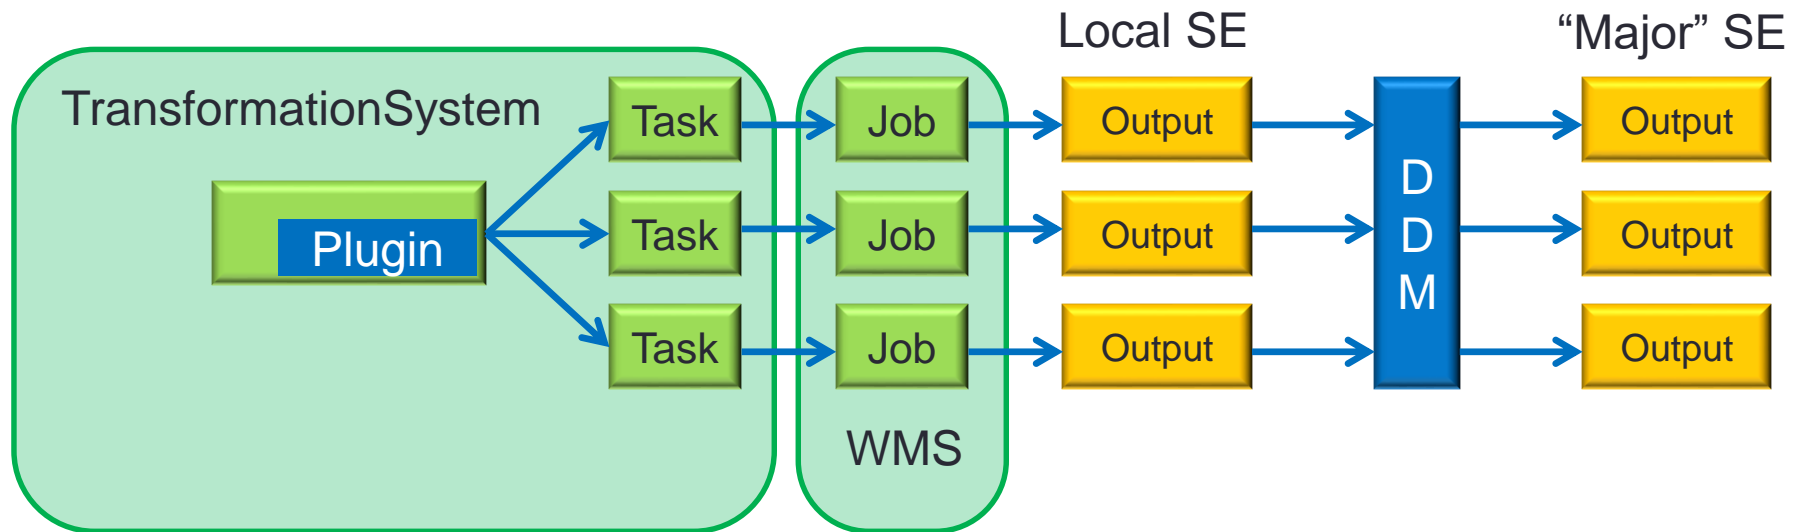 Local SE
“Major” SE
TransformationSystem
Task
Job
Output
Output
Plugin
Task
Job
Output
D
D
M
Output
Task
Job
Output
Output
WMS